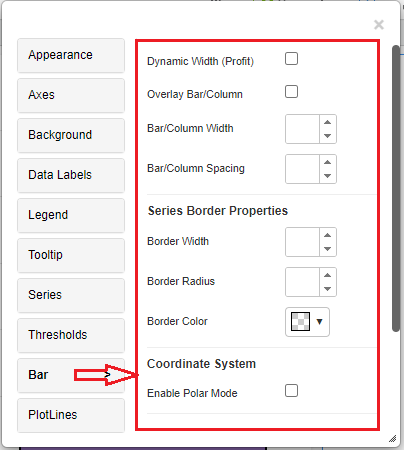 ×
Appearance
Axes
Background
Data Labels
Legend
Tooltip
Series
Thresholds
Bar >
PlotLines
Dynamic Width (Profit)
Overlay Bar/Column
Bar/Column Width
Bar/Column Spacing
Series Border Properties
Border Width
Border Radius
Border Color
Coordinate System
Enable Polar Mode